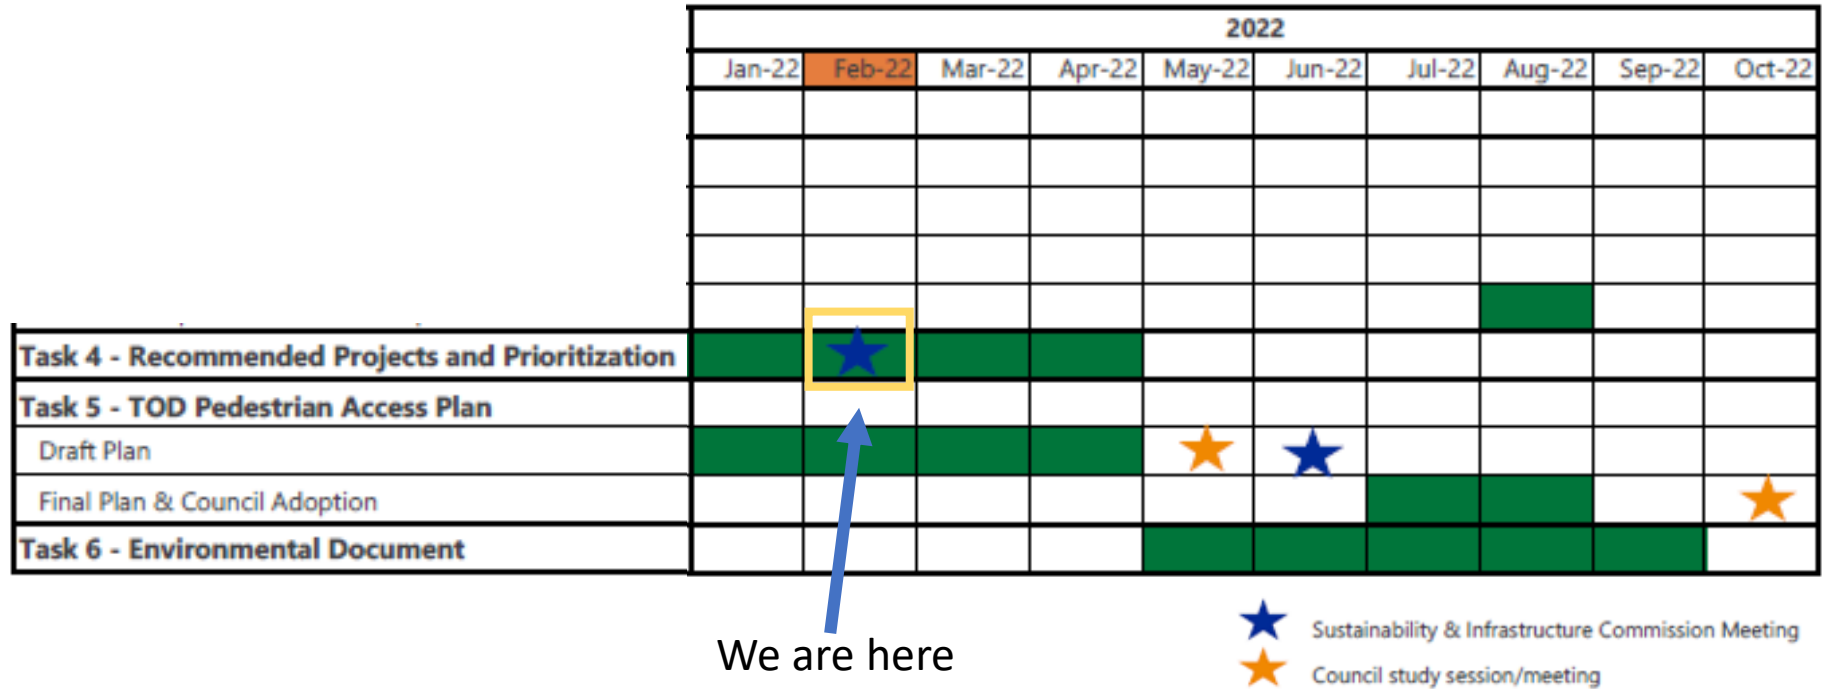 2022
Jan-22 Feb-22 Mar-22 Apr-22 May-22 Jun-22 Jul-22 Aug-22 Sep-22 Oct-22
Task 4 - Recommended Projects and Prioritization
Task 5 - TOD Pedestrian Access Plan
Draft Plan
Final Plan & Council Adoption
Task 6 - Environmental Document
We are here
Sustainability & Infrastructure Commission Meeting
Council study session/meeting